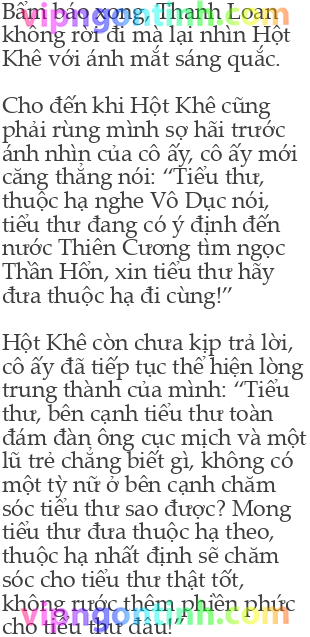 Bẩm báo xong, Thanh Loan
không rời đi mà lại nhìn Hột
Khê với ánh mắt sáng quắc.
Cho đến khi Hột Khê cũng
phải rùng mình sợ hãi trước
ánh nhìn của cô ấy, cô ấy mới
căng thẳng nói: “Tiểu thư,
thuộc hạ nghe Vô Dục nói,
tiểu thư đang có ý định đến
nước Thiên Cương tìm ngọc
Thần Hồn, xin tiểu thư hãy
đưa thuộc hạ đi cùng!”
Hột Khê còn chưa kịp trả lời,
cô ấy đã tiếp tục thể hiện lòng
trung thành của mình: “Tiểu
thư, bên cạnh tiểu thư toàn
đám đàn ông cục mịch và một
lũ trẻ chẳng biết gì, không có
một tỳ nữ ở bên cạnh chăm
sóc tiểu thư sao được? Mong
tiểu thư đưa thuộc hạ theo,
thuộc hạ nhất định sẽ chăm
sóc cho tiểu thư thật tốt,
không rước thêm phiền phức
cho tiểu thư đâu!”
vipngontinh.com
vipngontinh.com